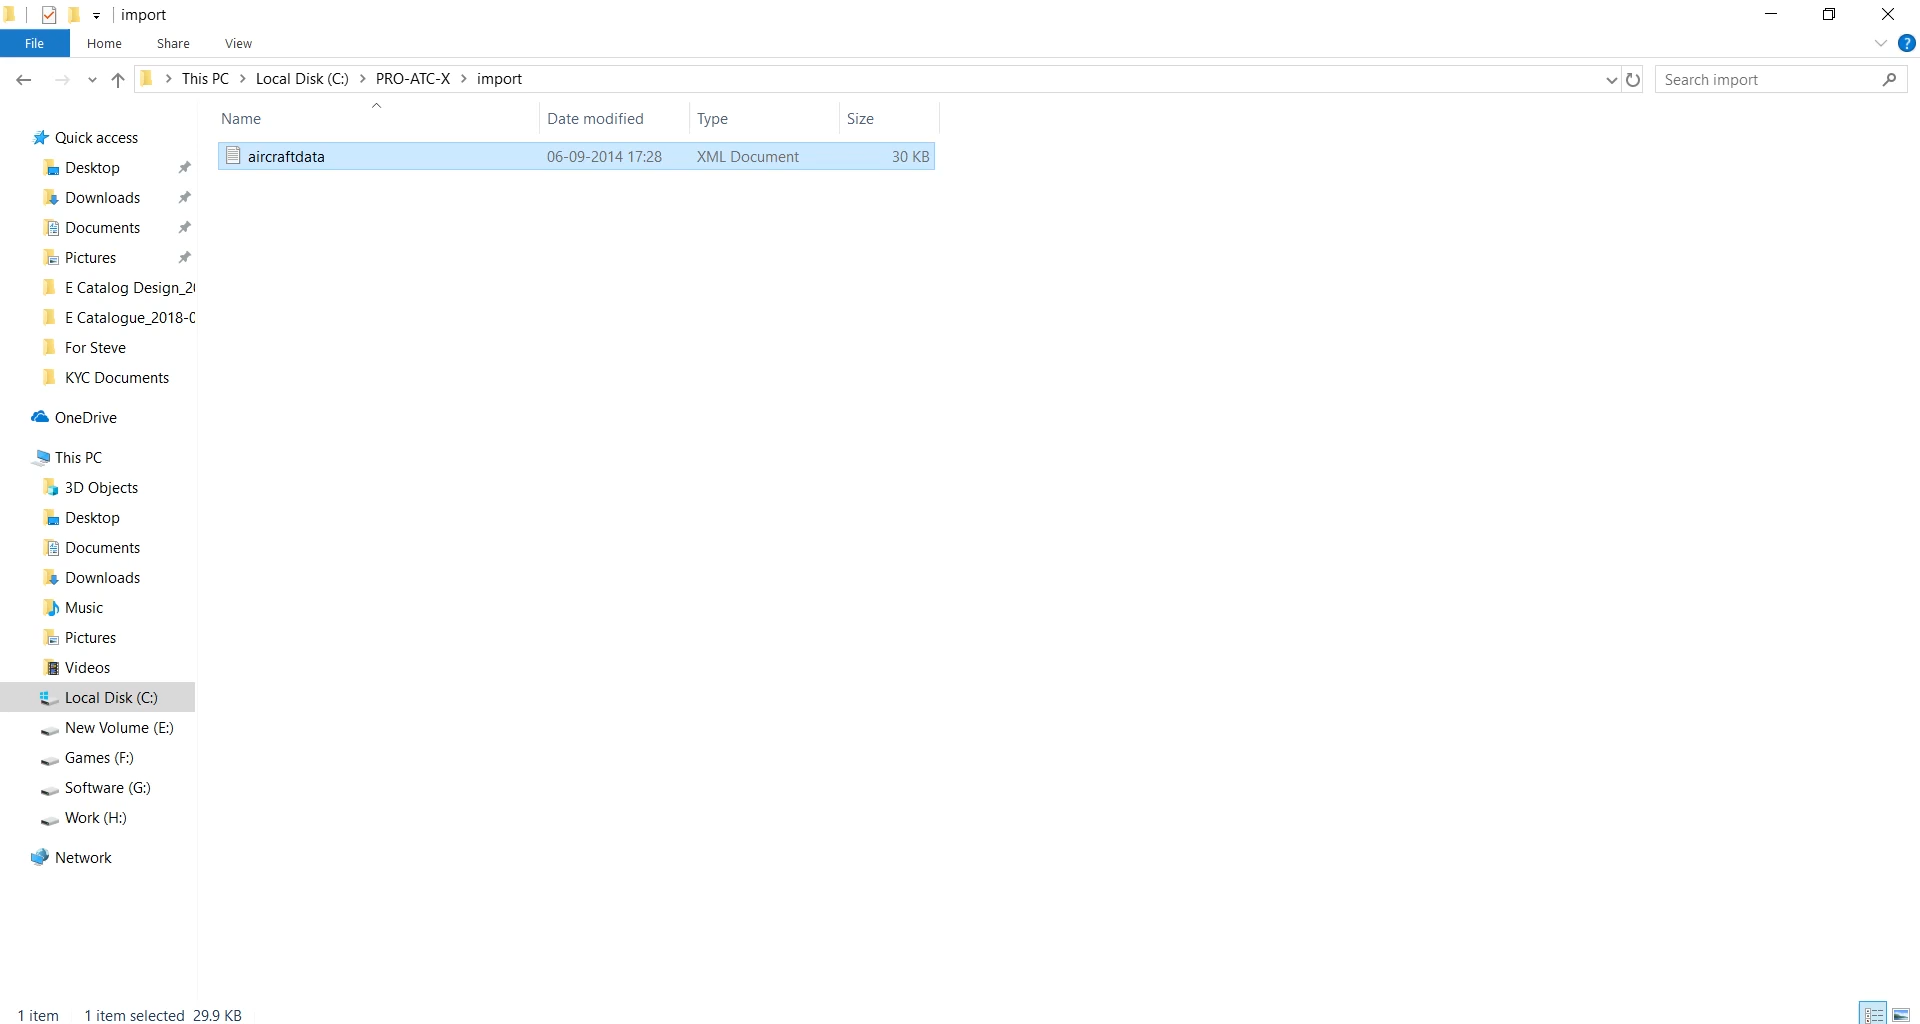 import
File Home Share View
?
This PC > Local Disk (C:) > PRO-ATC-X > import
Search import
Name Date modified Type Size
aircraftdata 06-09-2014 17:28 XML Document 30 KB
Quick access
Desktop
Downloads
Documents
Pictures
E Catalog Design_20
E Catalogue_2018-0
For Steve
KYC Documents
OneDrive
This PC
3D Objects
Desktop
Documents
Downloads
Music
Pictures
Videos
Local Disk (C:)
New Volume (E:)
Games (F:)
Software (G:)
Work (H:)
Network
1 item 1 item selected 29.9 KB